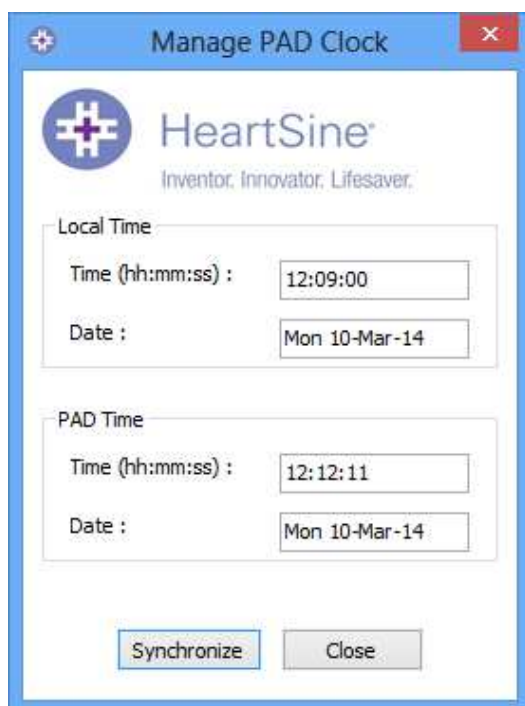 Manage PAD Clock
HeartSine®
Inventor. Innovator. Lifesaver.
Local Time
Time (hh:mm:ss) : 12:09:00
Date : Mon 10-Mar-14
PAD Time
Time (hh:mm:ss) : 12:12:11
Date : Mon 10-Mar-14
Synchronize Close